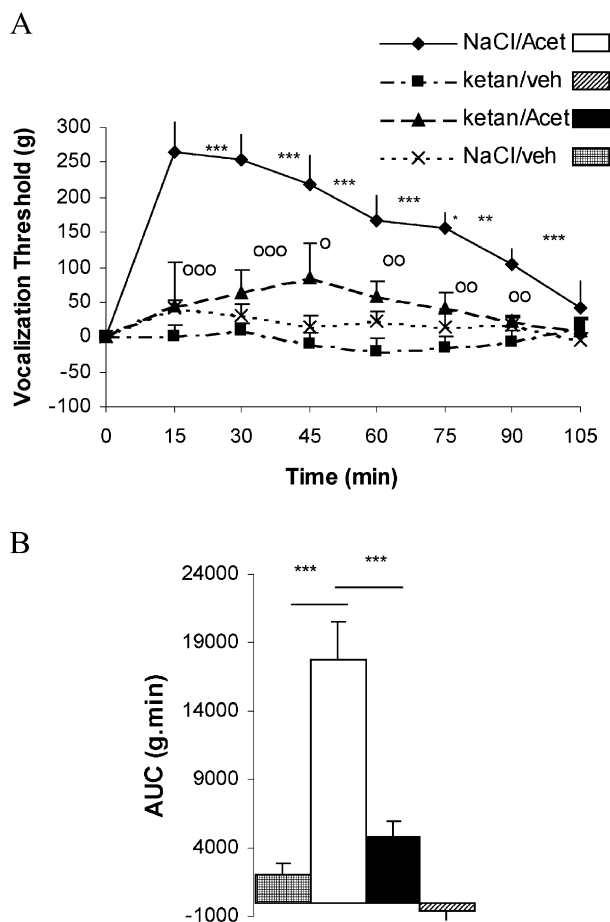 A
NaCl/Acet
ketan/veh
ketan/Acet
NaCl/veh
Vocalization Threshold (g)
300
250
200
150
100
50
0
-50
-100
*** *** *** *** * ** ***
ooo ooo o oo oo oo
0 15 30 45 60 75 90 105
Time (min)
B
AUC (g.min)
24000
19000
14000
9000
4000
-1000
*** ***